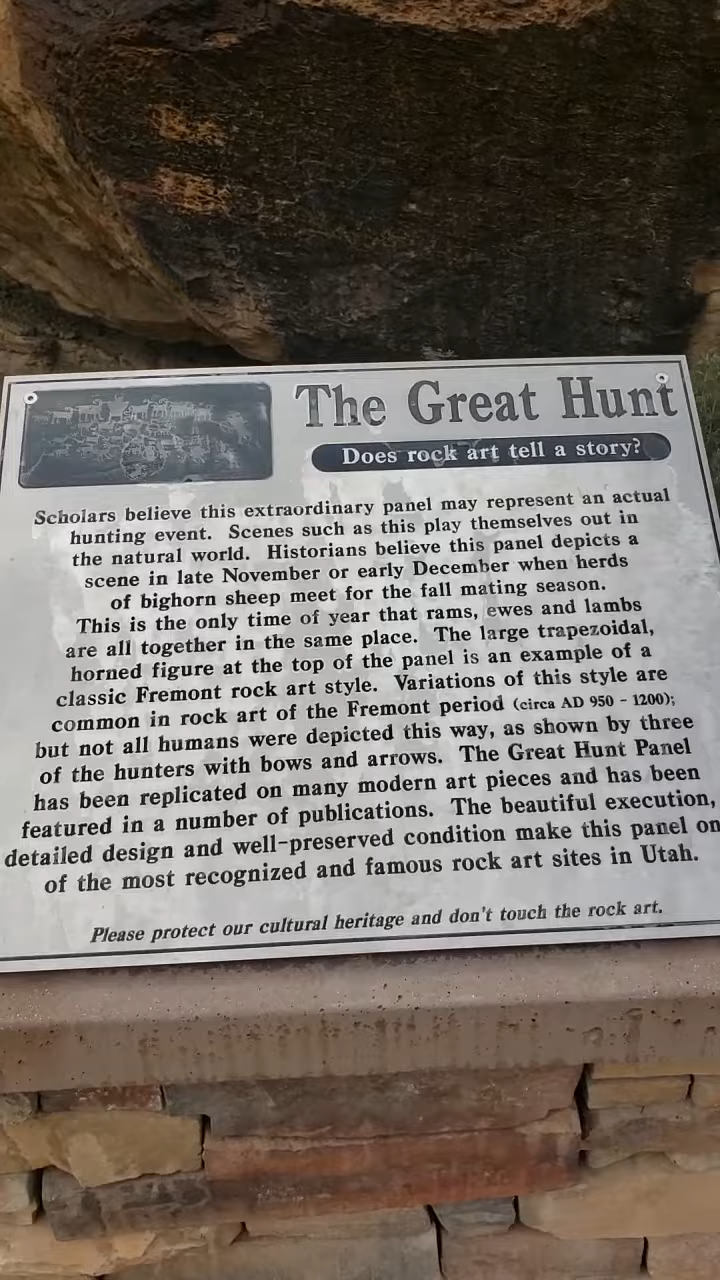 The Great Hunt
Does rock art tell a story?
Scholars believe this extraordinary panel may represent an actual
hunting event. Scenes such as this play themselves out in
the natural world. Historians believe this panel depicts a
scene in late November or early December when herds
of bighorn sheep meet for the fall mating season.
This is the only time of year that rams, ewes and lambs
are all together in the same place. The large trapezoidal,
horned figure at the top of the panel is an example of a
classic Fremont rock art style. Variations of this style are
common in rock art of the Fremont period (circa AD 950 - 1200);
but not all humans were depicted this way, as shown by three
of the hunters with bows and arrows. The Great Hunt Panel
has been replicated on many modern art pieces and has been
featured in a number of publications. The beautiful execution,
detailed design and well-preserved condition make this panel on
of the most recognized and famous rock art sites in Utah.
Please protect our cultural heritage and don't touch the rock art.